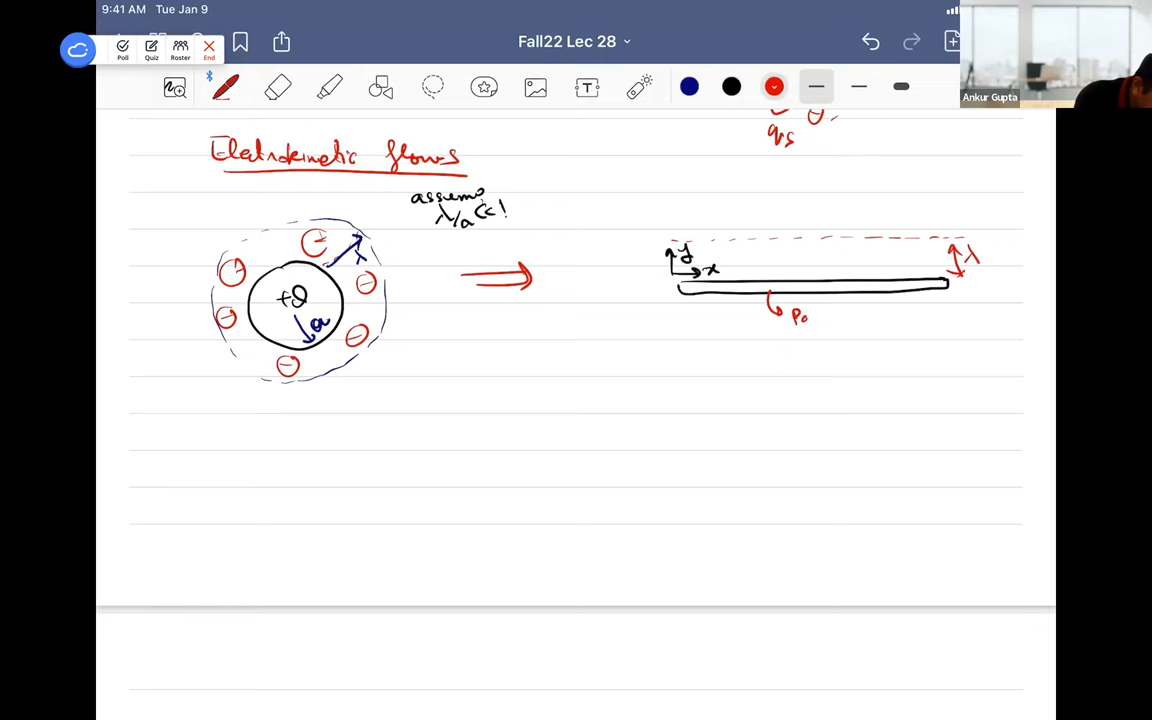 9:41 AM Tue Jan 9
Poll Quiz Roster End
Fall22 Lec 28
T
Ankur Gupta
qs
Electrokinetic flows
assume
λ/a <<1
λ
+Q
a
y
x
λ